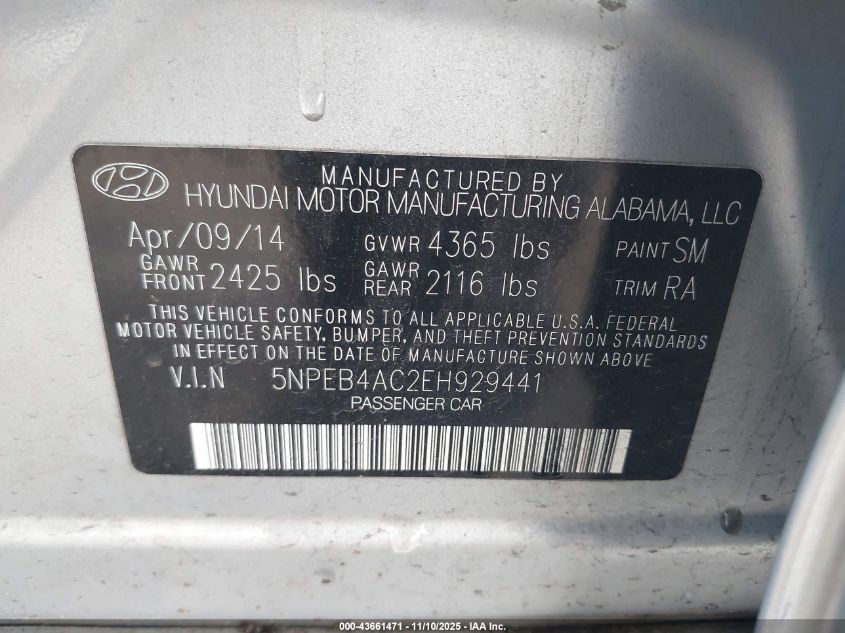 MANUFACTURED BY
HYUNDAI MOTOR MANUFACTURING ALABAMA, LLC
Apr/09/14 GVWR 4365 lbs PAINT SM
GAWR FRONT 2425 lbs GAWR REAR 2116 lbs TRIM RA
THIS VEHICLE CONFORMS TO ALL APPLICABLE U.S.A. FEDERAL
MOTOR VEHICLE SAFETY, BUMPER, AND THEFT PREVENTION STANDARDS
IN EFFECT ON THE DATE OF MANUFACTURE SHOWN ABOVE
V.I.N 5NPEB4AC2EH929441
PASSENGER CAR
000-43661471 - 11/10/2025 - IAA Inc.